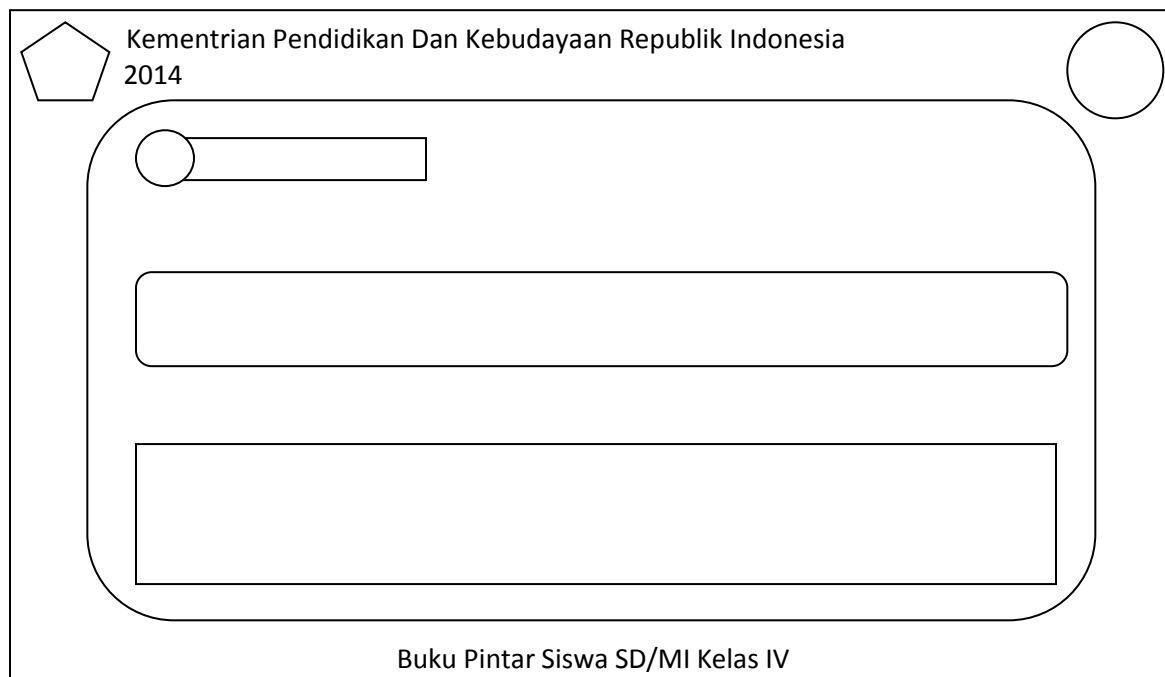 Kementrian Pendidikan Dan Kebudayaan Republik Indonesia
2014
Buku Pintar Siswa SD/MI Kelas IV